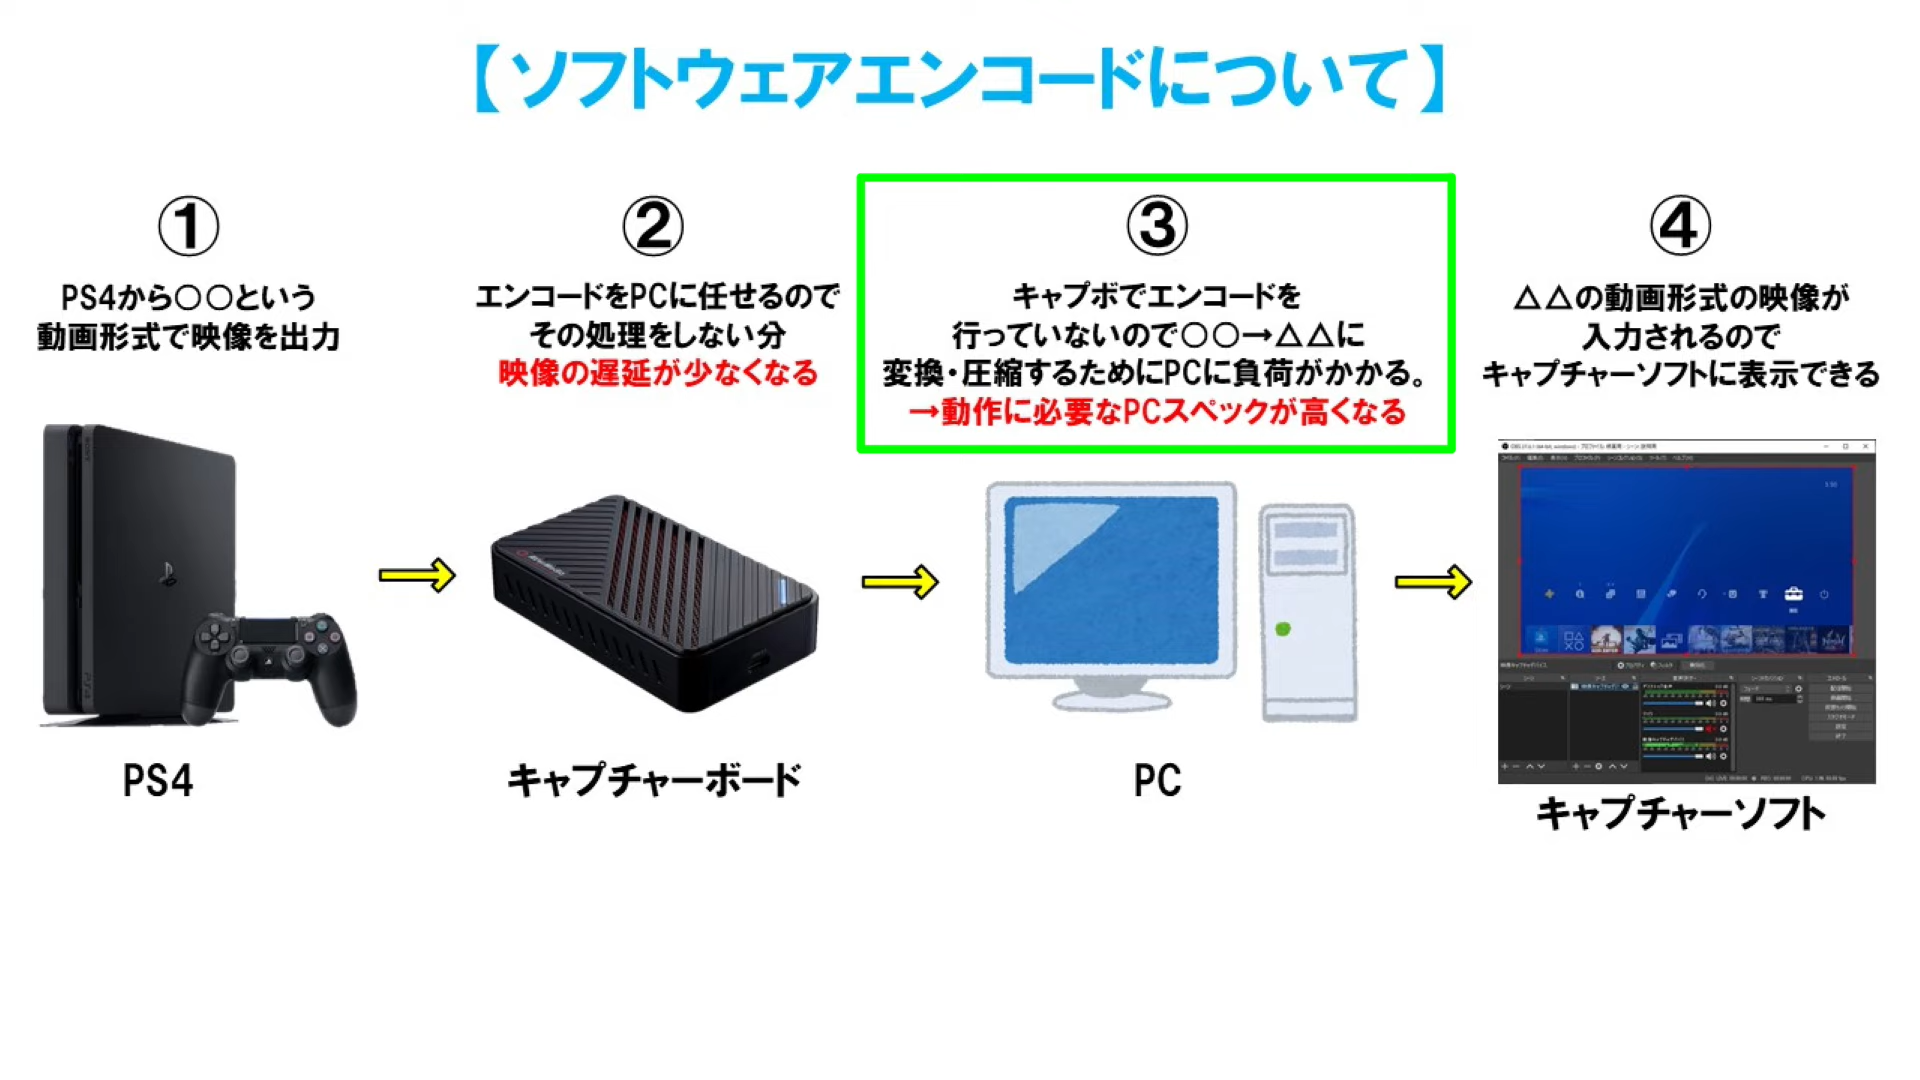 【ソフトウェアエンコードについて】
①
PS4から○○という
動画形式で映像を出力
②
エンコードをPCに任せるので
その処理をしない分
映像の遅延が少なくなる
③
キャプボでエンコードを
行っていないので○○→△△に
変換・圧縮するためにPCに負荷がかかる。
→動作に必要なPCスペックが高くなる
④
△△の動画形式の映像が
入力されるので
キャプチャーソフトに表示できる
PS4
キャプチャーボード
PC
キャプチャーソフト